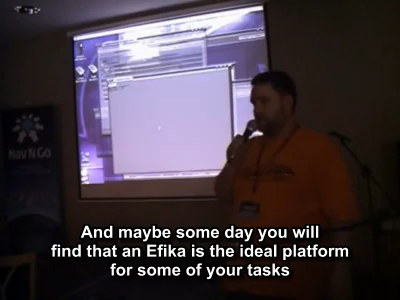 Nav N Go
And maybe some day you will
find that an Efika is the ideal platform
for some of your tasks